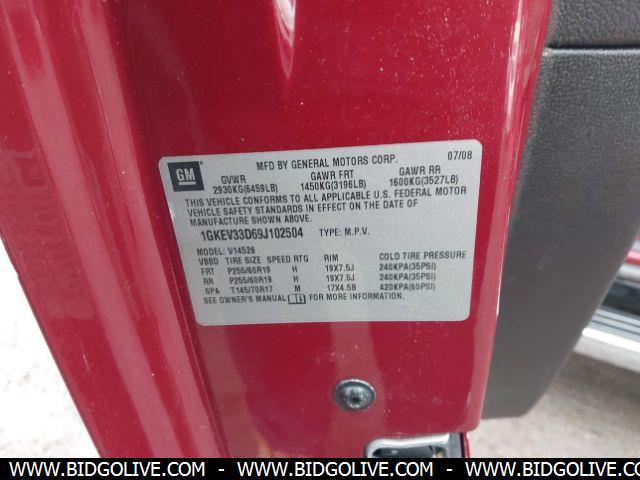 MFD BY GENERAL MOTORS CORP. 07/08
GM GVWR GAWR FRT GAWR RR
2930KG(6459LB) 1450KG(3196LB) 1600KG(3527LB)
THIS VEHICLE CONFORMS TO ALL APPLICABLE U.S. FEDERAL MOTOR
VEHICLE SAFETY STANDARDS IN EFFECT ON THE DATE OF
MANUFACTURE SHOWN ABOVE.
1GKEV33D69J102504 TYPE: M.P.V.
MODEL: V14526
VBBD TIRE SIZE SPEED RTG RIM COLD TIRE PRESSURE
FRT P255/60R19 H 19X7.5J 240KPA(35PSI)
RR P255/60R19 H 19X7.5J 240KPA(35PSI)
SPA T145/70R17 M 17X4.5B 420KPA(60PSI)
SEE OWNER'S MANUAL FOR MORE INFORMATION.
WWW.BIDGOLIVE.COM - WWW.BIDGOLIVE.COM - WWW.BIDGOLIVE.COM